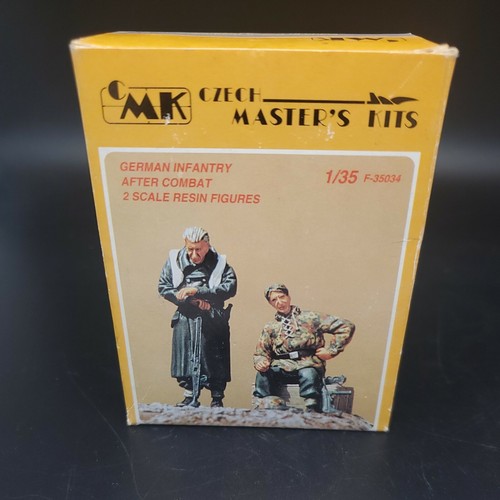 CMK CZECH
MASTER'S KITS
GERMAN INFANTRY
AFTER COMBAT
2 SCALE RESIN FIGURES
1/35 F-35034